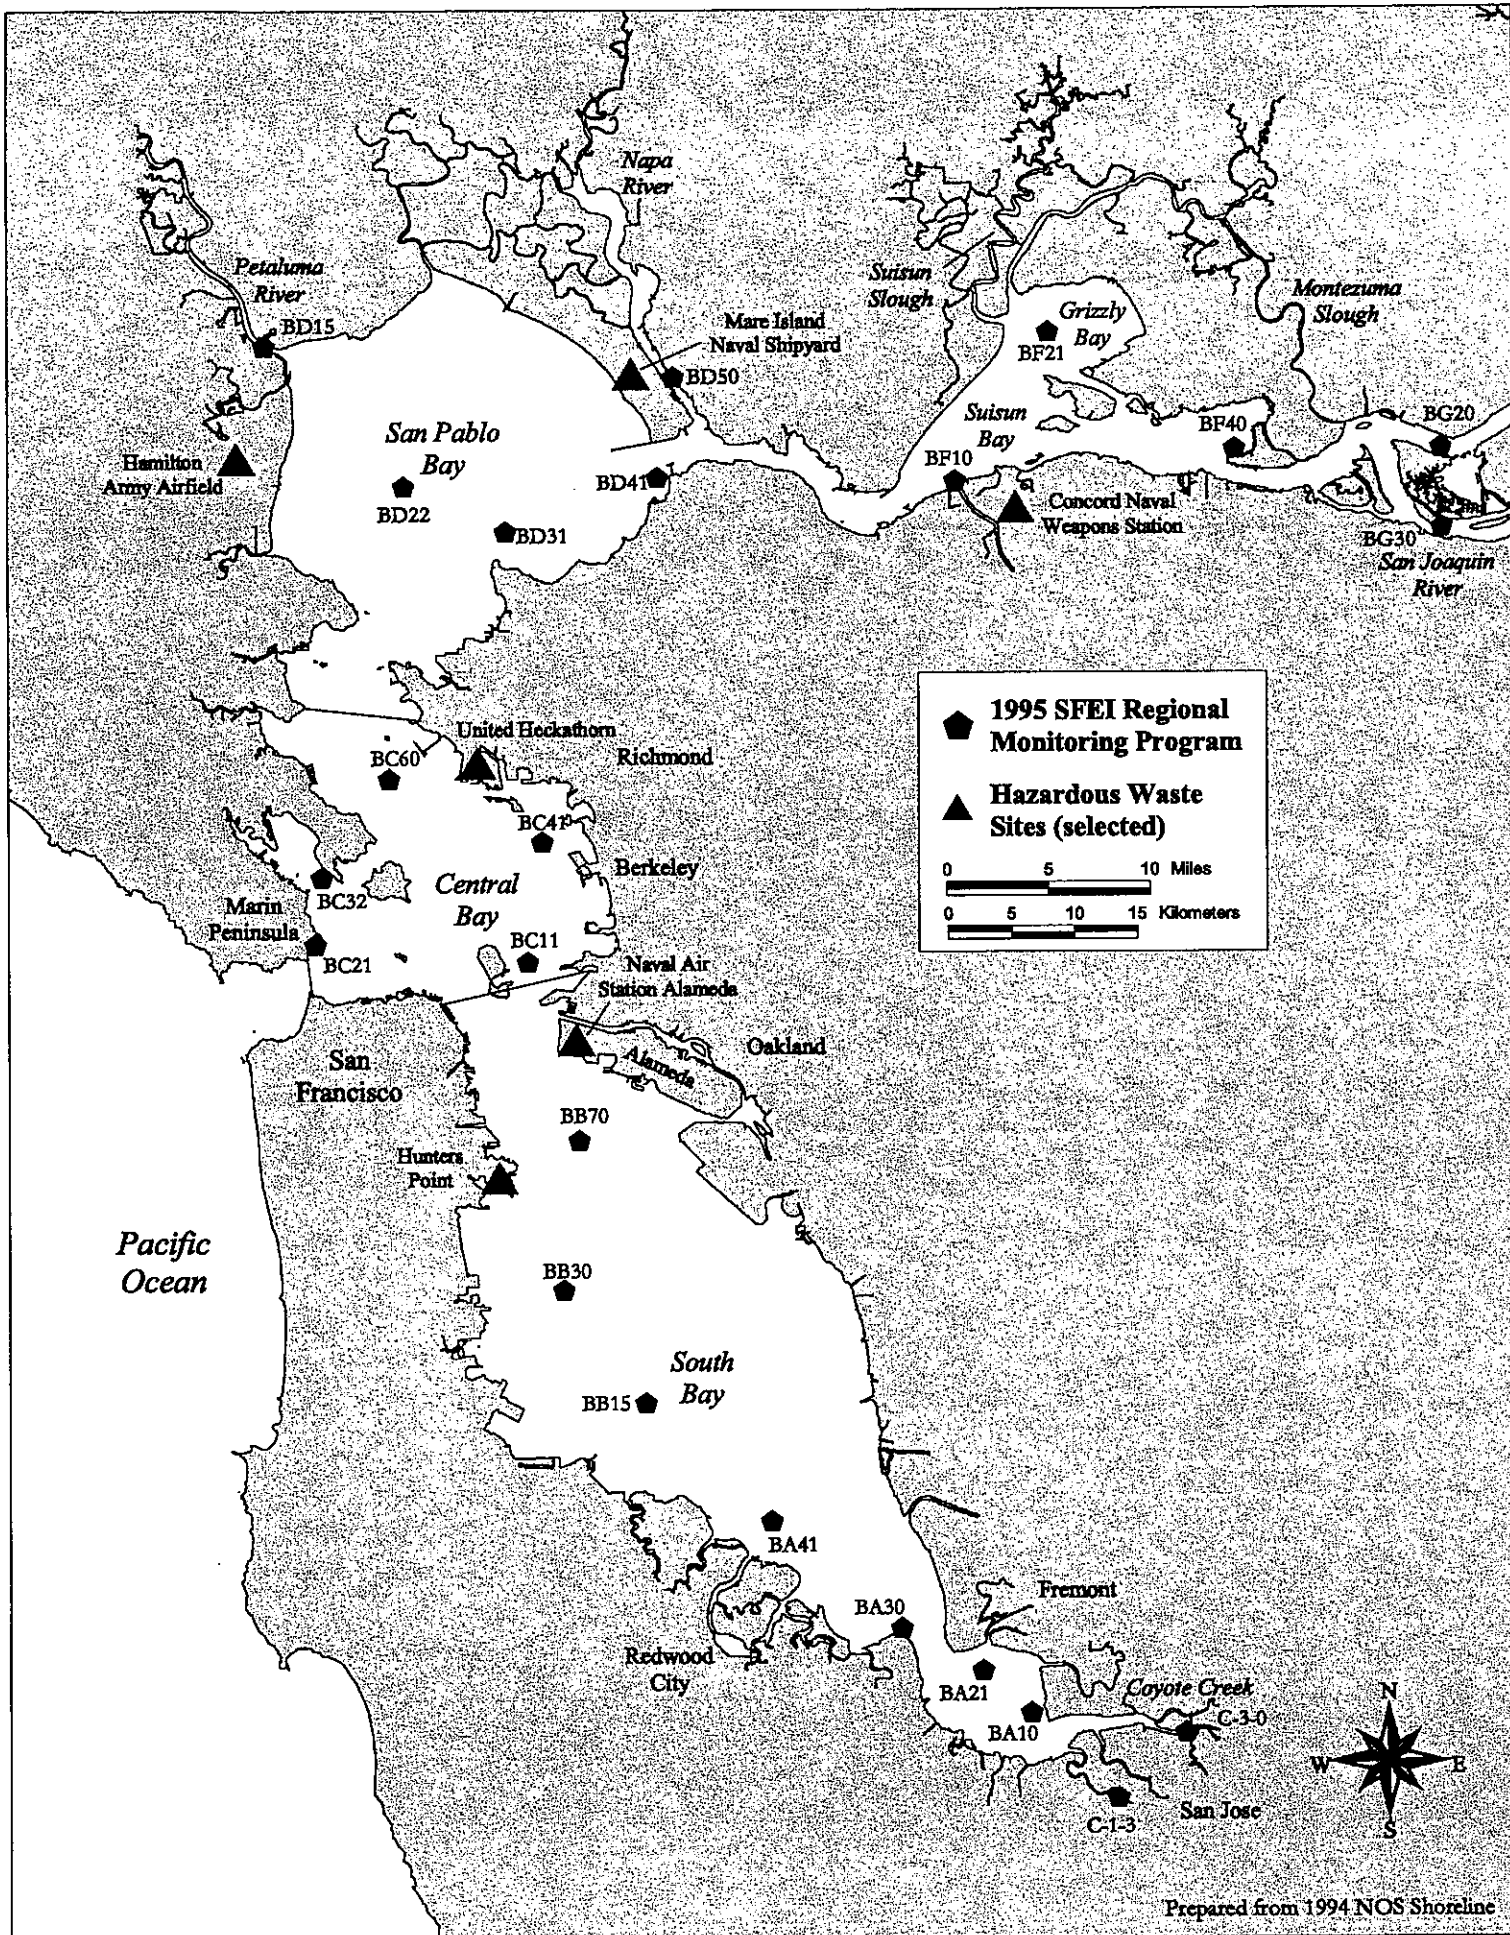 Napa
River
Petaluma
River
BD15
Suisun
Slough
Grizzly
Bay
BF21
Montezuma
Slough
Mare Island
Naval Shipyard
BD50
San Pablo
Bay
Suisun
Bay
BF40
BG20
Hamilton
Army Airfield
BD22
BD41
BF10
BD31
Concord Naval
Weapons Station
BG30
San Joaquin
River
United Heckathorn
Richmond
BC60
BC41
Berkeley
Central
Bay
BC32
Marin
Peninsula
BC21
BC11
Naval Air
Station Alameda
Oakland
Alameda
San
Francisco
BB70
Hunters
Point
Pacific
Ocean
BB30
South
Bay
BB15
BA41
Fremont
BA30
Redwood
City
BA21
BA10
Coyote Creek
C-3-0
C-1-3
San Jose
1995 SFEI Regional
Monitoring Program
Hazardous Waste
Sites (selected)
0 5 10 Miles
0 5 10 15 Kilometers
N
W E
S
Prepared from 1994 NOS Shoreline